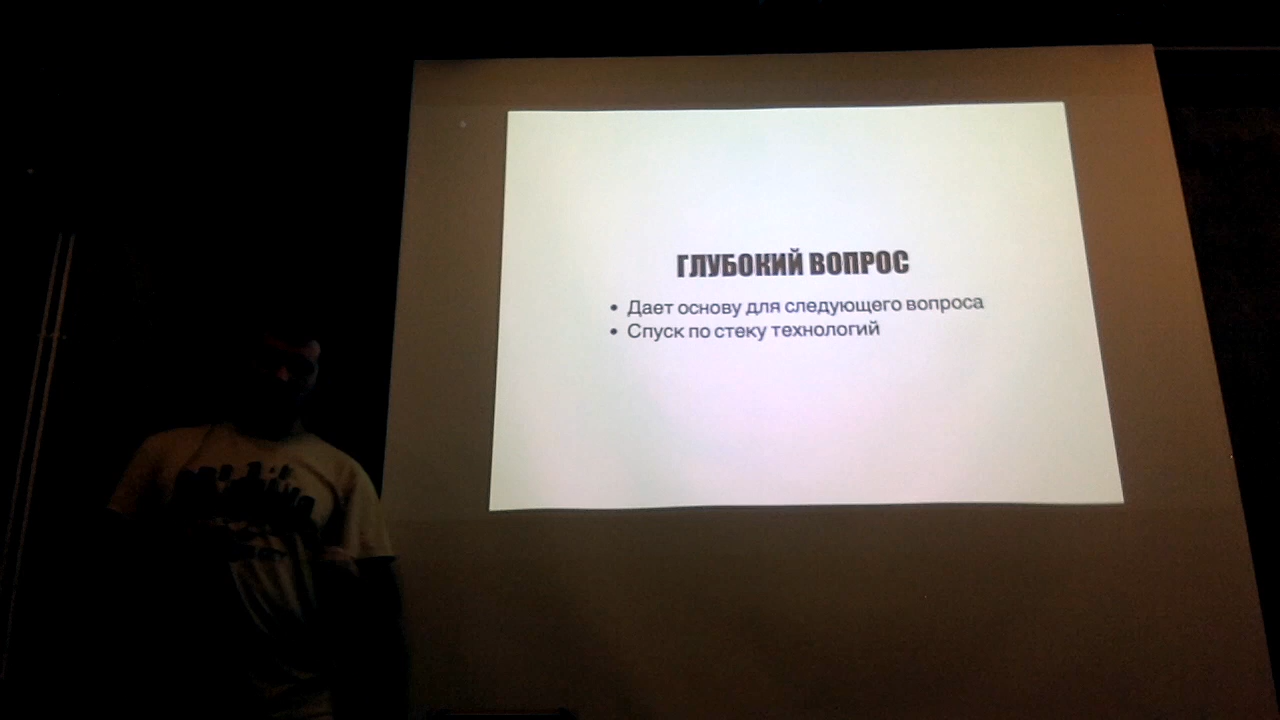 ГЛУБОКИЙ ВОПРОС
• Дает основу для следующего вопроса
• Спуск по стеку технологий